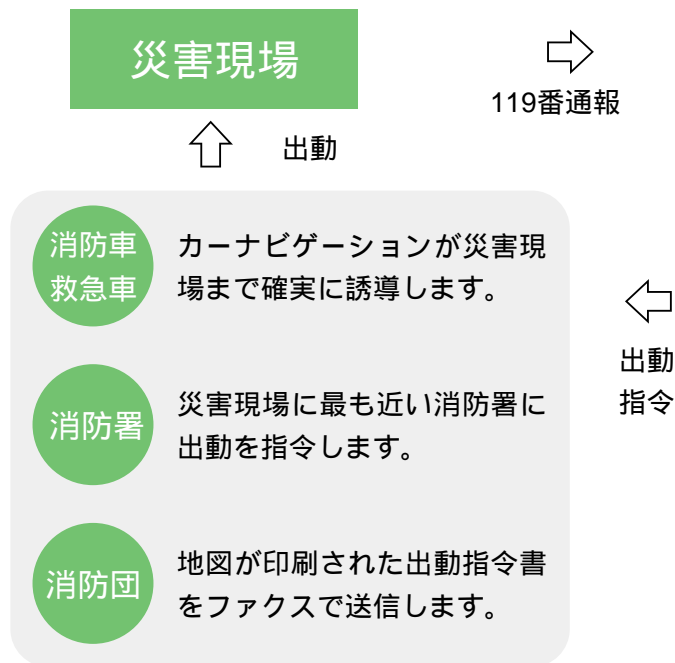 災害現場
119番通報
出動
消防車
救急車
カーナビゲーションが災害現
場まで確実に誘導します。
出動
指令
消防署
災害現場に最も近い消防署に
出動を指令します。
消防団
地図が印刷された出動指令書
をファクスで送信します。